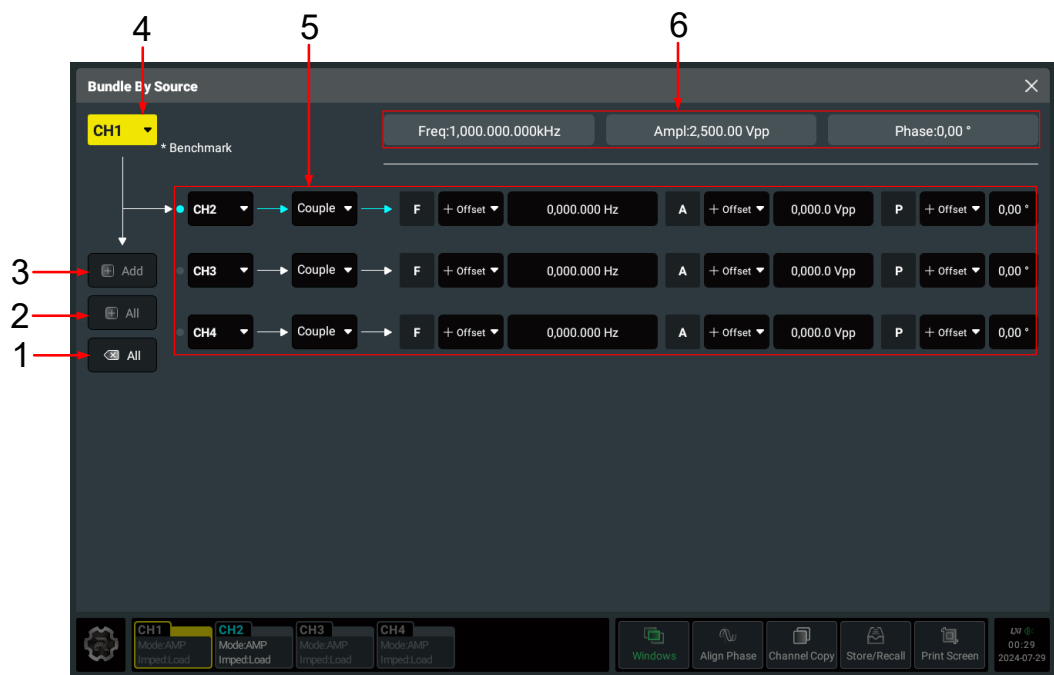 4 5 6
Bundle By Source
CH1 Freq:1,000.000.000kHz Ampl:2,500.00 Vpp Phase:0,00 °
* Benchmark
CH2 Couple F + Offset 0,000.000 Hz A + Offset 0,000.0 Vpp P + Offset 0,00 °
3 Add CH3 Couple F + Offset 0,000.000 Hz A + Offset 0,000.0 Vpp P + Offset 0,00 °
2 All
CH4 Couple F + Offset 0,000.000 Hz A + Offset 0,000.0 Vpp P + Offset 0,00 °
1 All
CH1 CH2 CH3 CH4
Mode:AMP Mode:AMP Mode:AMP Mode:AMP
Imped:Load Imped:Load Imped:Load Imped:Load
Windows Align Phase Channel Copy Store/Recall Print Screen
LXI
00:29
2024-07-29